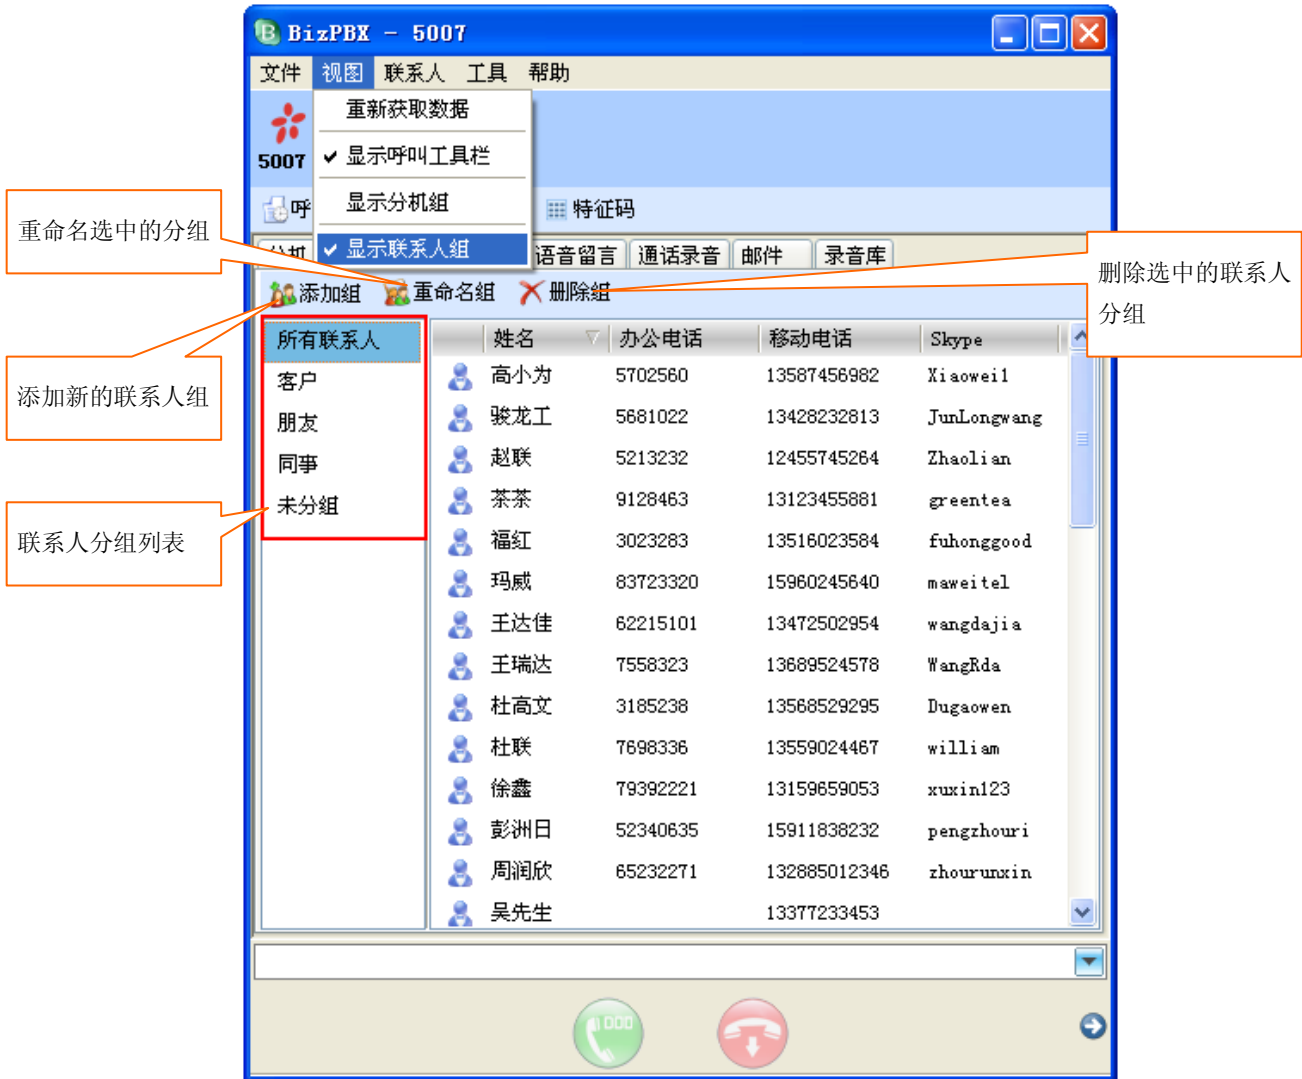 BizPBX - 5007
文件 视图 联系人 工具 帮助
重新获取数据
显示呼叫工具栏
显示分机组
显示联系人组
5007
呼
特征码
重命名选中的分组
添加新的联系人组
联系人分组列表
删除选中的联系人
分组
分机 语音留言 通话录音 邮件 录音库
添加组 重命名组 删除组
所有联系人
客户
朋友
同事
未分组
姓名 办公电话 移动电话 Skype
高小为 5702560 13587456982 Xiaowei1
骏龙工 5681022 13428232813 JunLongwang
赵联 5213232 12455745264 Zhaolian
茶茶 9128463 13123455881 greentea
福红 3023283 13516023584 fuhonggood
玛威 83723320 15960245640 maweitel
王达佳 62215101 13472502954 wangdajia
王瑞达 7558323 13689524578 WangRda
杜高文 3185238 13568529295 Dugaowen
杜联 7698336 13559024467 william
徐鑫 79392221 13159659053 xuxin123
彭洲日 52340635 15911838232 pengzhouri
周润欣 65232271 132885012346 zhourunxin
吴先生 13377233453